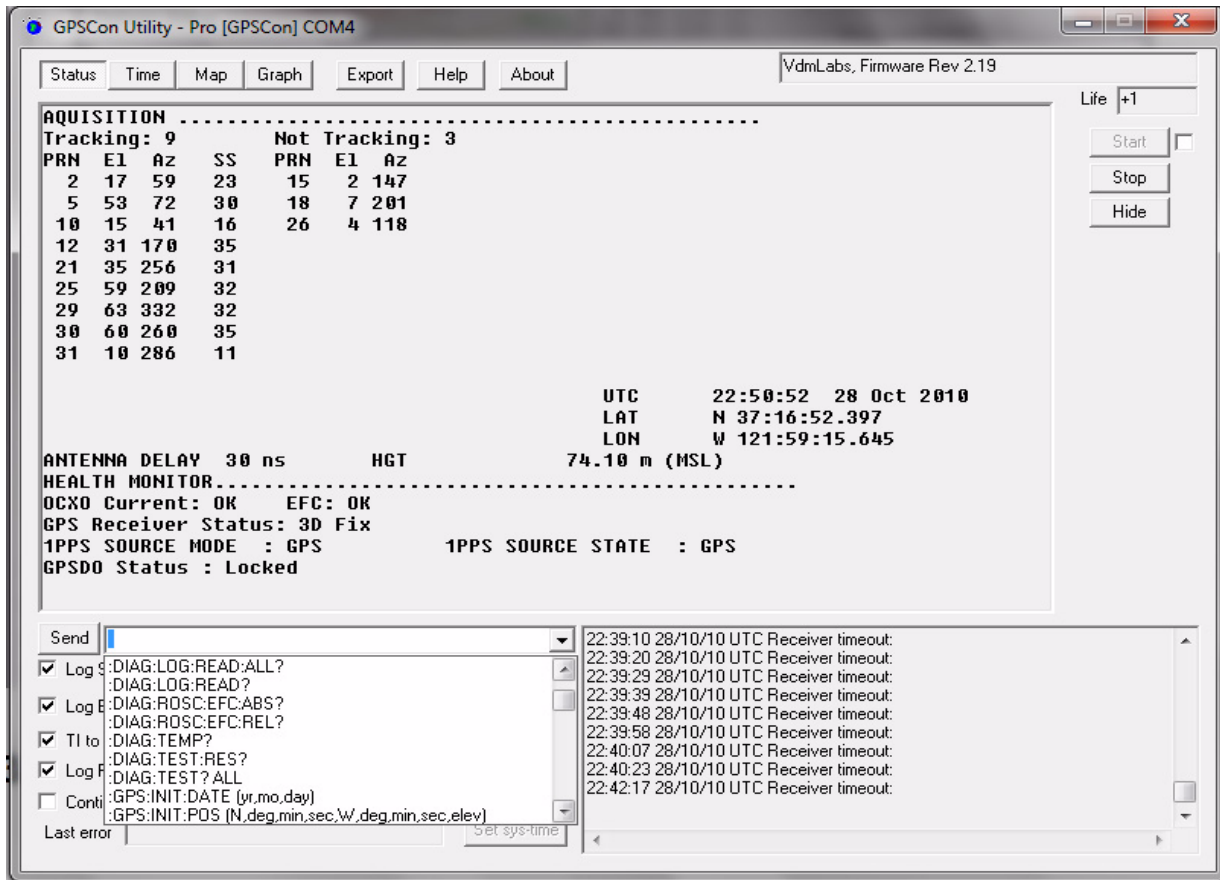 GPSCon Utility - Pro [GPSCon] COM4
Status Time Map Graph Export Help About
VdmLabs, Firmware Rev 2.19
Life +1
Start
Stop
Hide
AQUISITION ................................................
Tracking: 9 Not Tracking: 3
PRN El Az SS PRN El Az
2 17 59 23 15 2 147
5 53 72 30 18 7 201
10 15 41 16 26 4 118
12 31 170 35
21 35 256 31
25 59 209 32
29 63 332 32
30 60 260 35
31 10 286 11
UTC 22:50:52 28 Oct 2010
LAT N 37:16:52.397
LON W 121:59:15.645
ANTENNA DELAY 30 ns HGT 74.10 m (MSL)
HEALTH MONITOR................................................
OCXO Current: OK EFC: OK
GPS Receiver Status: 3D Fix
1PPS SOURCE MODE : GPS 1PPS SOURCE STATE : GPS
GPSDO Status : Locked
Send
Log
Log
TI to
Log
Last error
:DIAG:LOG:READ:ALL?
:DIAG:LOG:READ?
:DIAG:ROSC:EFC:ABS?
:DIAG:ROSC:EFC:REL?
:DIAG:TEMP?
:DIAG:TEST:RES?
:DIAG:TEST? ALL
:GPS:INIT:DATE (yr,mo,day)
:GPS:INIT:POS (N,deg,min,sec,W,deg,min,sec,elev)
Set sys-time
22:39:10 28/10/10 UTC Receiver timeout:
22:39:20 28/10/10 UTC Receiver timeout:
22:39:29 28/10/10 UTC Receiver timeout:
22:39:39 28/10/10 UTC Receiver timeout:
22:39:48 28/10/10 UTC Receiver timeout:
22:39:58 28/10/10 UTC Receiver timeout:
22:40:07 28/10/10 UTC Receiver timeout:
22:40:23 28/10/10 UTC Receiver timeout:
22:42:17 28/10/10 UTC Receiver timeout: